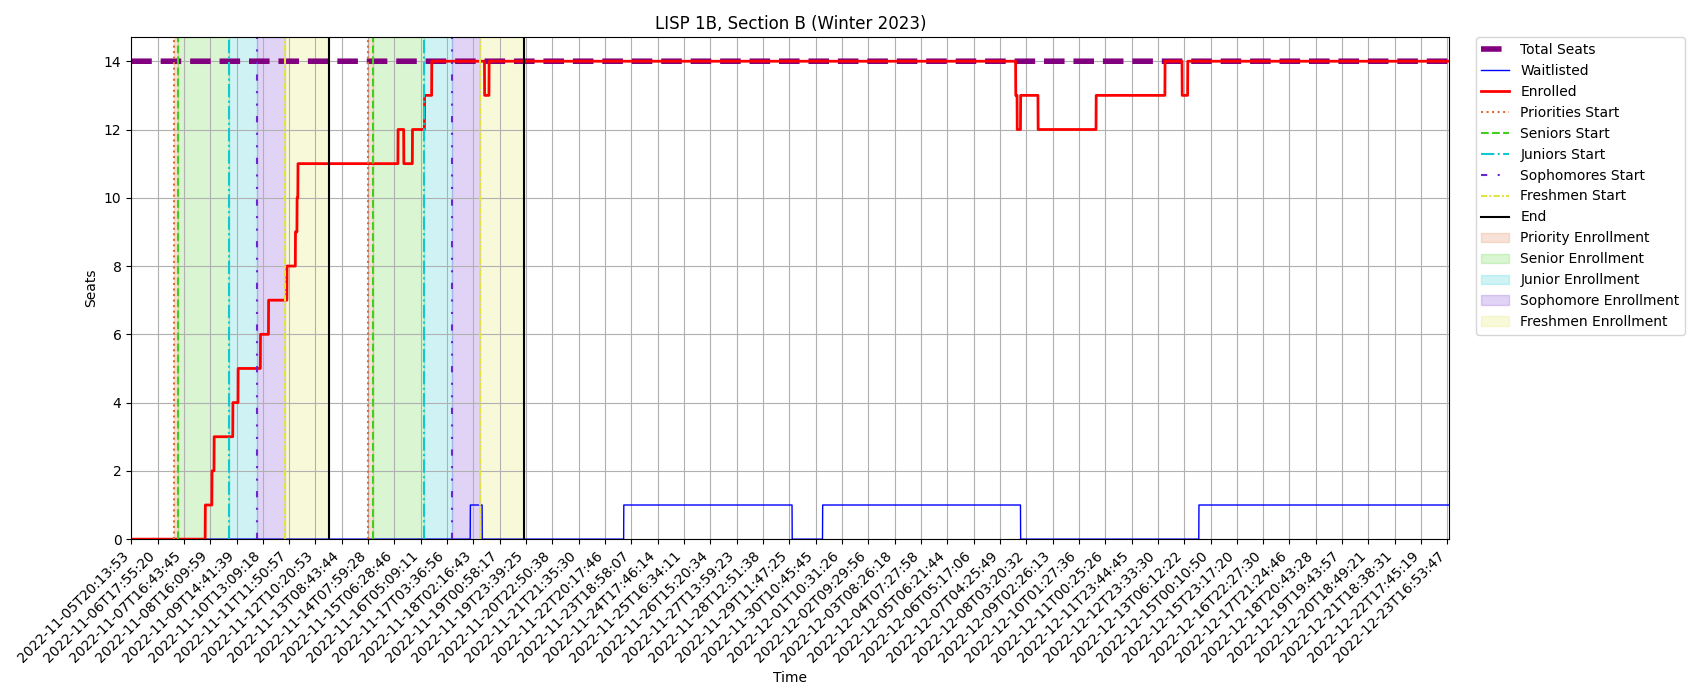 LISP 1B, Section B (Winter 2023)
Seats
14
12
10
8
6
4
2
0
2022-11-05T20:13:53
2022-11-06T17:55:20
2022-11-07T16:43:45
2022-11-08T16:09:59
2022-11-09T14:41:39
2022-11-10T13:09:18
2022-11-11T11:50:57
2022-11-12T10:20:53
2022-11-13T08:43:44
2022-11-14T07:59:28
2022-11-15T06:28:46
2022-11-16T05:09:11
2022-11-17T03:36:56
2022-11-18T02:16:43
2022-11-19T00:58:17
2022-11-19T23:39:25
2022-11-20T22:50:38
2022-11-21T21:35:30
2022-11-22T20:17:46
2022-11-23T18:58:07
2022-11-24T17:46:14
2022-11-25T16:34:11
2022-11-26T15:20:34
2022-11-27T13:59:23
2022-11-28T12:51:38
2022-11-29T11:47:25
2022-11-30T10:45:45
2022-12-01T10:31:26
2022-12-02T09:29:56
2022-12-03T08:26:18
2022-12-04T07:27:58
2022-12-05T06:21:44
2022-12-06T05:17:06
2022-12-07T04:25:49
2022-12-08T03:20:32
2022-12-09T02:26:13
2022-12-10T01:27:36
2022-12-11T00:25:26
2022-12-11T23:44:45
2022-12-12T23:35:30
2022-12-13T06:12:22
2022-12-15T00:10:50
2022-12-15T23:17:20
2022-12-16T22:27:30
2022-12-17T21:24:46
2022-12-18T20:43:28
2022-12-19T19:43:57
2022-12-20T18:49:21
2022-12-21T18:38:31
2022-12-22T17:45:19
2022-12-23T16:53:47
Time
Total Seats
Waitlisted
Enrolled
Priorities Start
Seniors Start
Juniors Start
Sophomores Start
Freshmen Start
End
Priority Enrollment
Senior Enrollment
Junior Enrollment
Sophomore Enrollment
Freshmen Enrollment